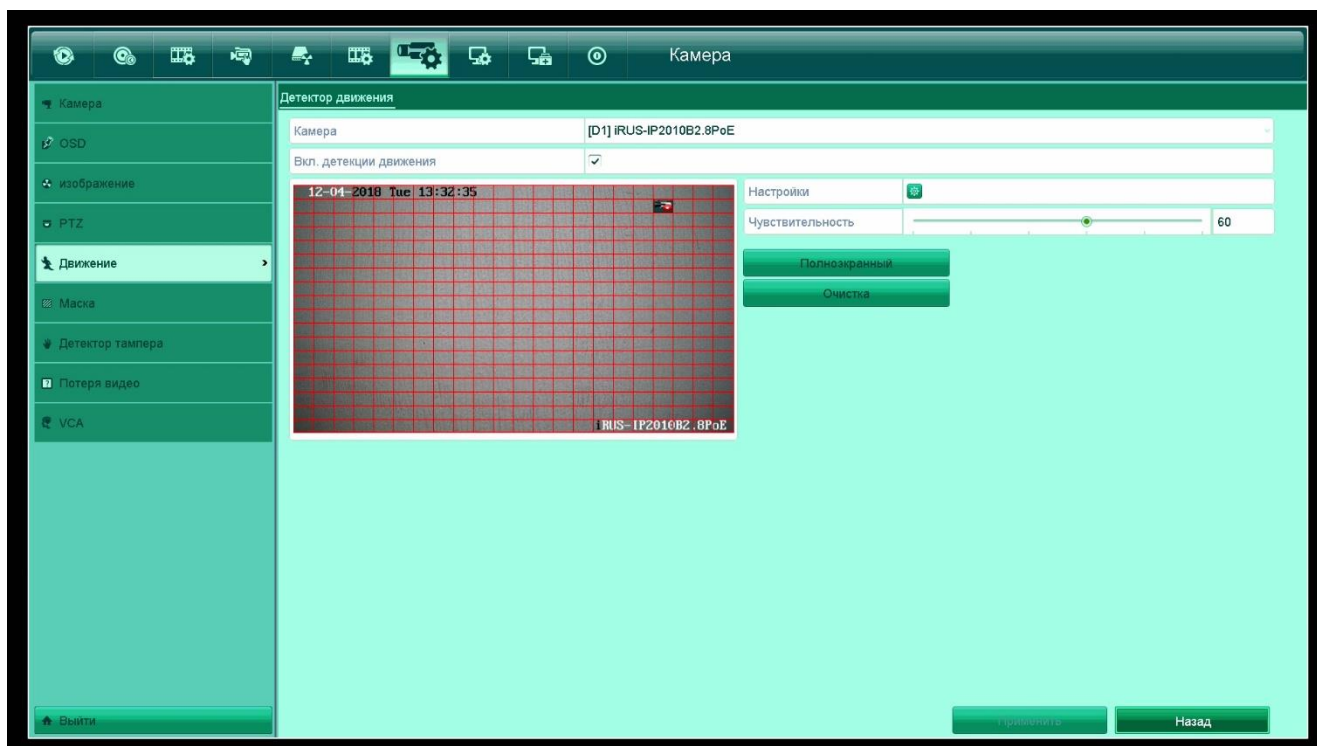 Камера
Камера
OSD
изображение
PTZ
Движение
Маска
Детектор тампера
Потеря видео
VCA
Выйти
Детектор движения
Камера [D1] iRUS-IP2010B2.8PoE
Вкл. детекции движения
12-04-2018 Tue 13:32:35
iRUS-IP2010B2.8PoE
Настройки
Чувствительность 60
Полноэкранный
Очистка
Применить Назад